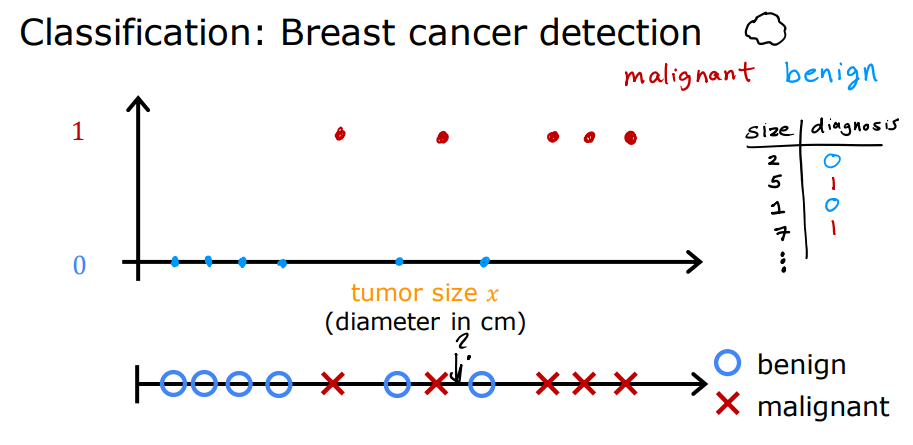 Classification: Breast cancer detection
malignant benign
1
0
size diagnosis
2 0
5 1
1 0
7 1
tumor size x
(diameter in cm)
?
benign
malignant